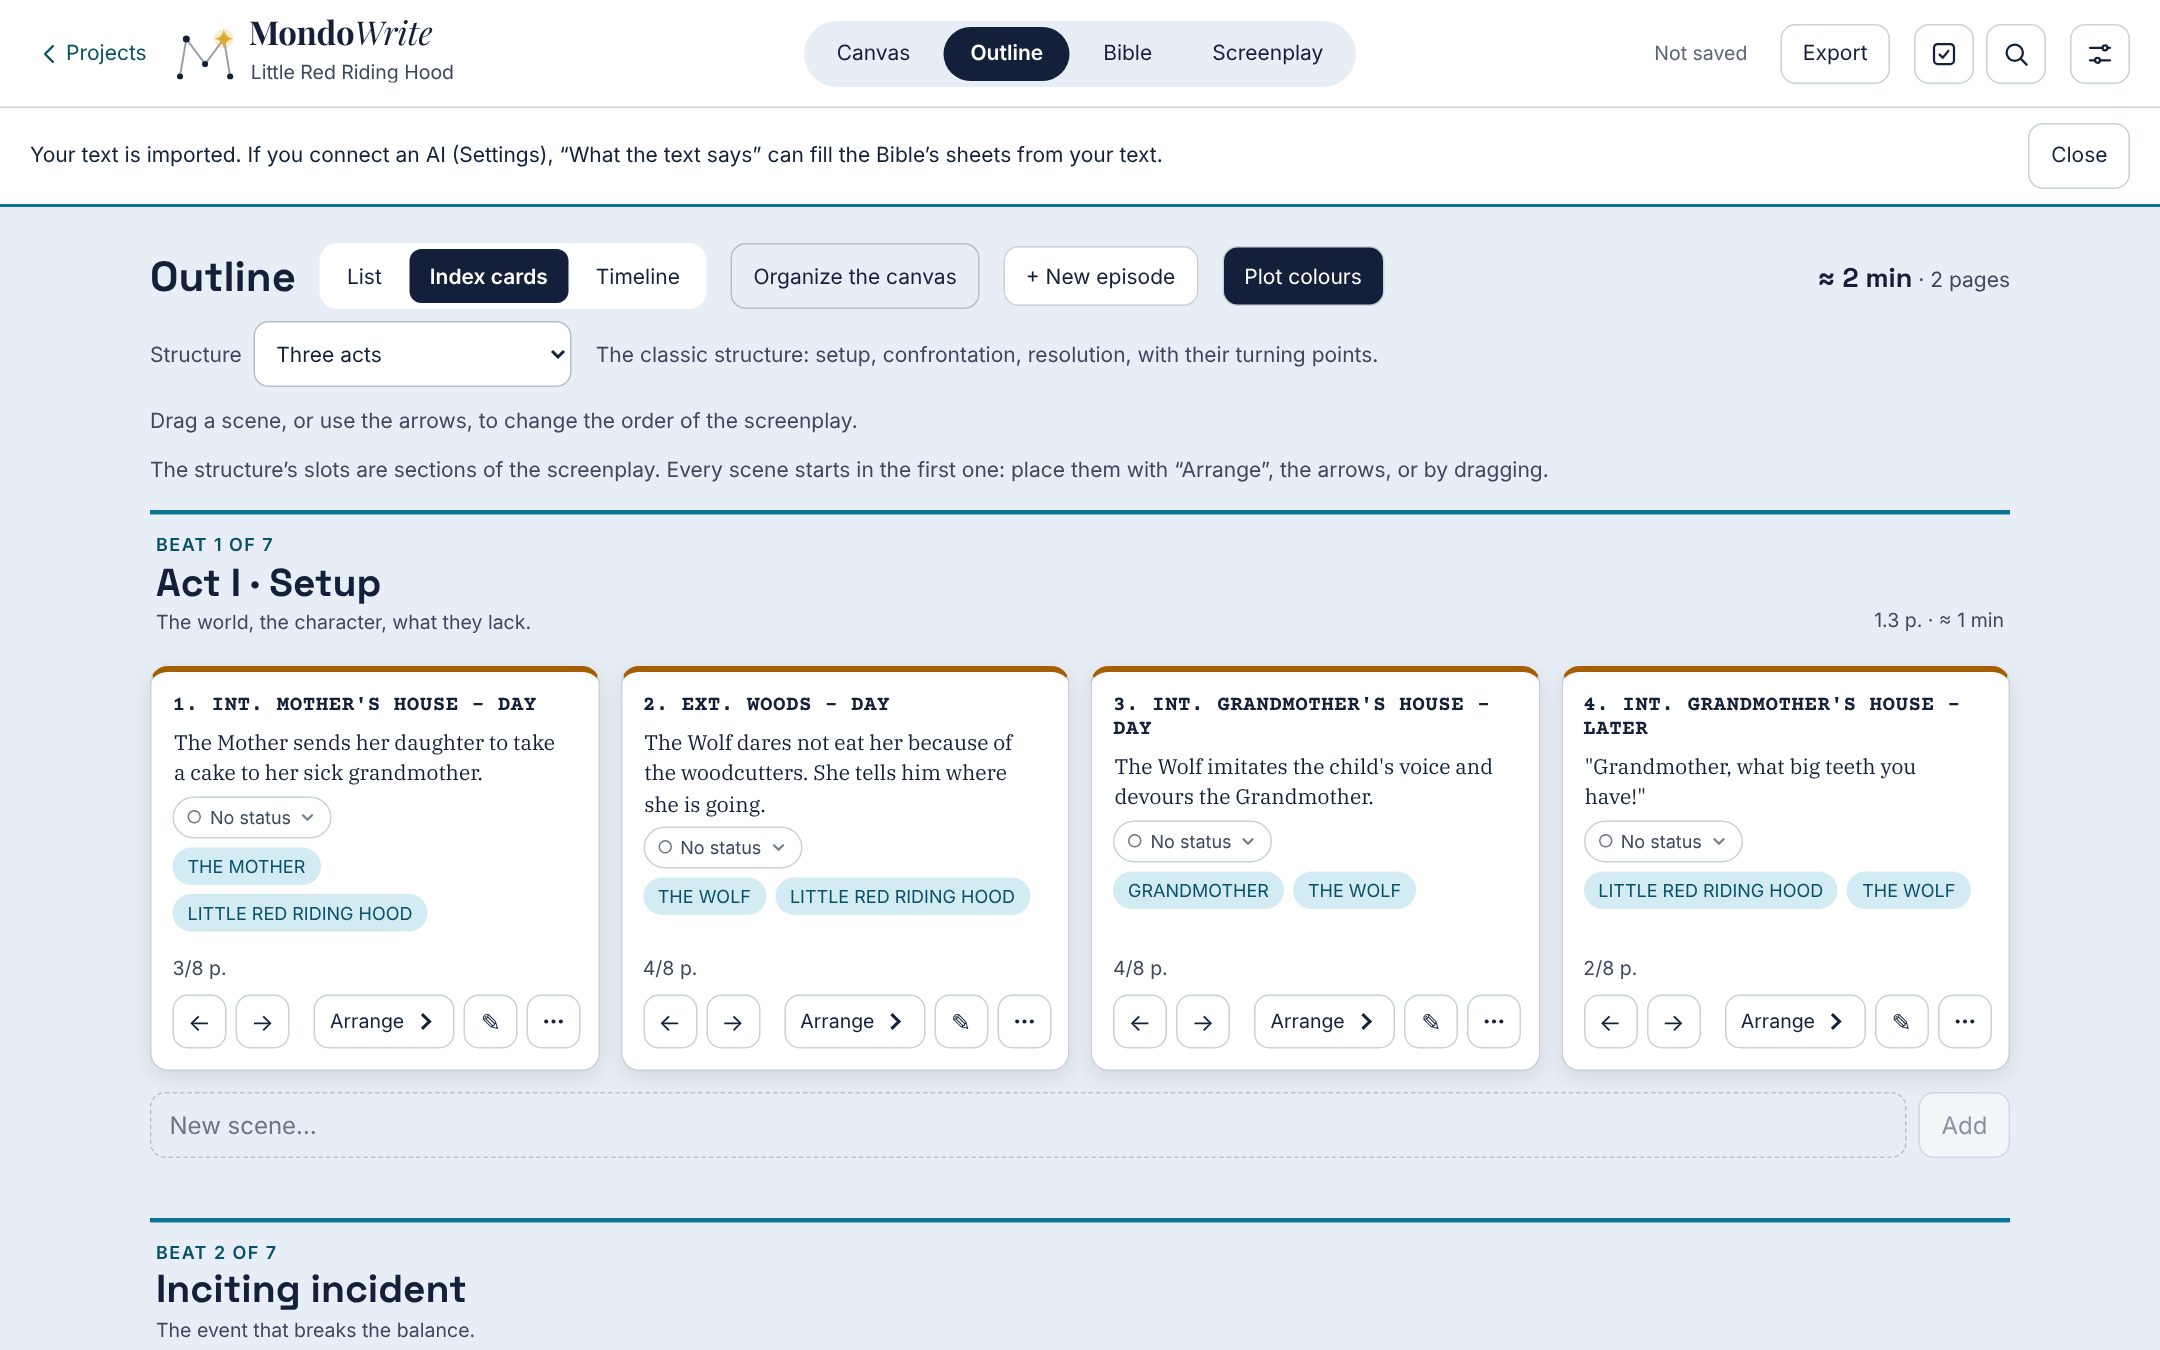 Projects
MondoWrite
Little Red Riding Hood
Canvas
Outline
Bible
Screenplay
Not saved
Export
Your text is imported. If you connect an AI (Settings), “What the text says” can fill the Bible’s sheets from your text.
Close
Outline
List
Index cards
Timeline
Organize the canvas
+ New episode
Plot colours
≈ 2 min · 2 pages
Structure
Three acts
The classic structure: setup, confrontation, resolution, with their turning points.
Drag a scene, or use the arrows, to change the order of the screenplay.
The structure’s slots are sections of the screenplay. Every scene starts in the first one: place them with “Arrange”, the arrows, or by dragging.
BEAT 1 OF 7
Act I · Setup
The world, the character, what they lack.
1.3 p. · ≈ 1 min
1. INT. MOTHER'S HOUSE - DAY
The Mother sends her daughter to take
a cake to her sick grandmother.
No status
THE MOTHER
LITTLE RED RIDING HOOD
3/8 p.
← → Arrange ✎ ···
2. EXT. WOODS - DAY
The Wolf dares not eat her because of
the woodcutters. She tells him where
she is going.
No status
THE WOLF
LITTLE RED RIDING HOOD
4/8 p.
← → Arrange ✎ ···
3. INT. GRANDMOTHER'S HOUSE -
DAY
The Wolf imitates the child's voice and
devours the Grandmother.
No status
GRANDMOTHER
THE WOLF
4/8 p.
← → Arrange ✎ ···
4. INT. GRANDMOTHER'S HOUSE -
LATER
"Grandmother, what big teeth you
have!"
No status
LITTLE RED RIDING HOOD
THE WOLF
2/8 p.
← → Arrange ✎ ···
New scene...
Add
BEAT 2 OF 7
Inciting incident
The event that breaks the balance.